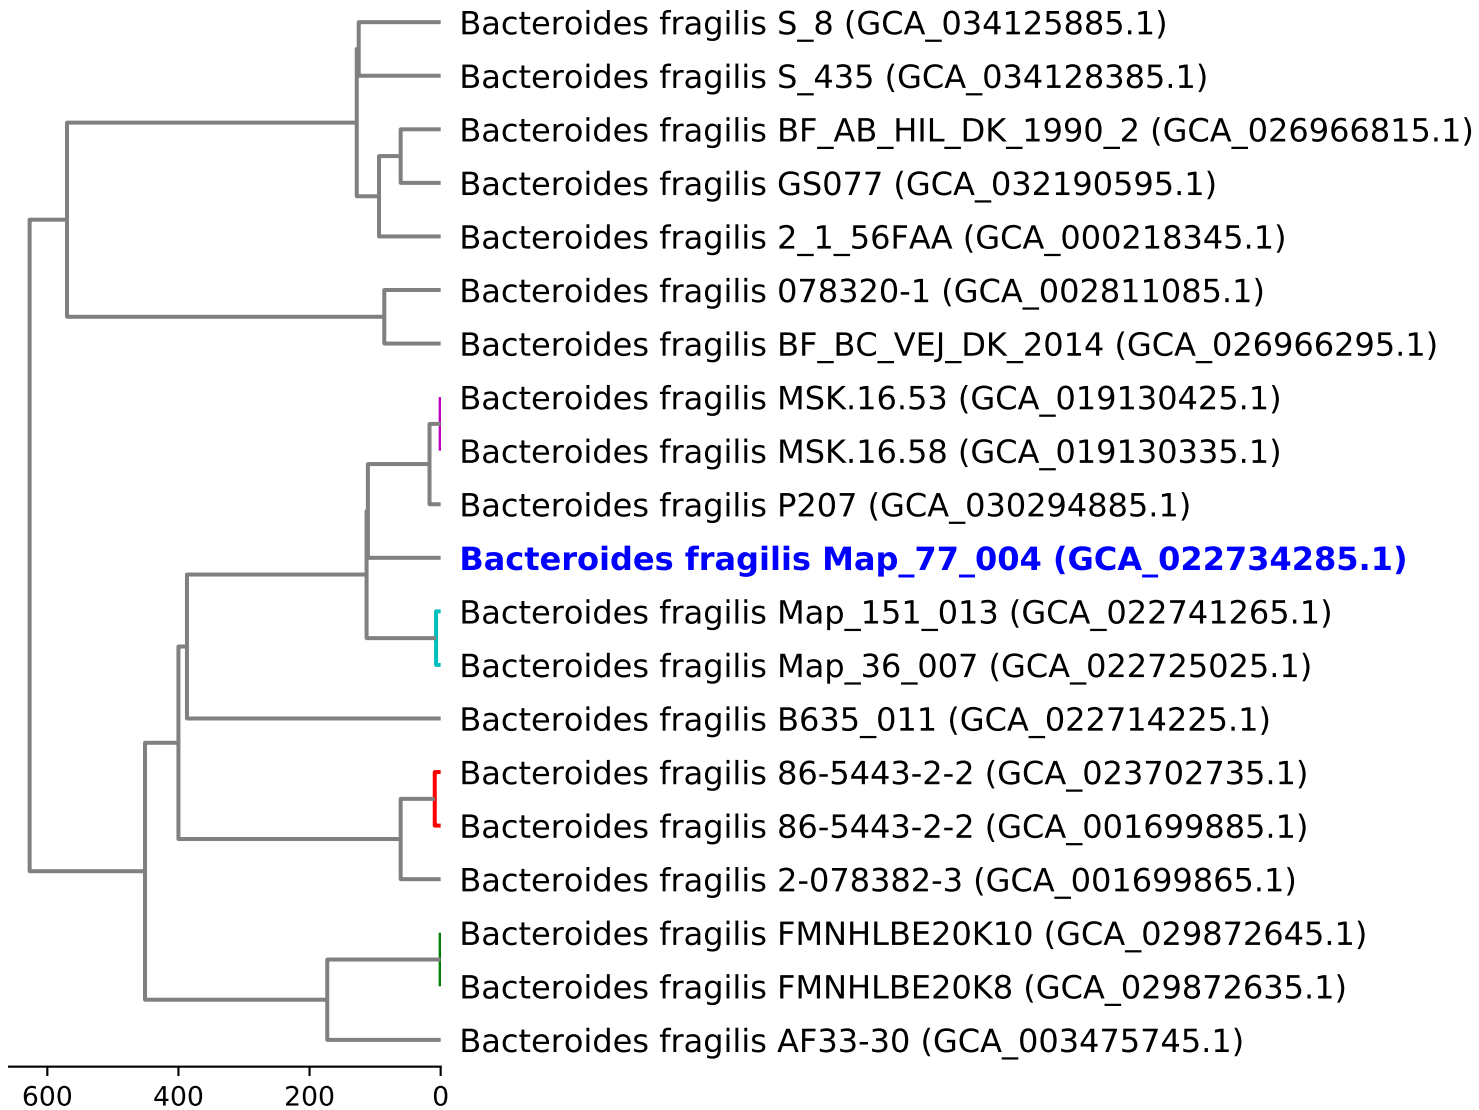 Bacteroides fragilis S_8 (GCA_034125885.1)
Bacteroides fragilis S_435 (GCA_034128385.1)
Bacteroides fragilis BF_AB_HIL_DK_1990_2 (GCA_026966815.1)
Bacteroides fragilis GS077 (GCA_032190595.1)
Bacteroides fragilis 2_1_56FAA (GCA_000218345.1)
Bacteroides fragilis 078320-1 (GCA_002811085.1)
Bacteroides fragilis BF_BC_VEJ_DK_2014 (GCA_026966295.1)
Bacteroides fragilis MSK.16.53 (GCA_019130425.1)
Bacteroides fragilis MSK.16.58 (GCA_019130335.1)
Bacteroides fragilis P207 (GCA_030294885.1)
Bacteroides fragilis Map_77_004 (GCA_022734285.1)
Bacteroides fragilis Map_151_013 (GCA_022741265.1)
Bacteroides fragilis Map_36_007 (GCA_022725025.1)
Bacteroides fragilis B635_011 (GCA_022714225.1)
Bacteroides fragilis 86-5443-2-2 (GCA_023702735.1)
Bacteroides fragilis 86-5443-2-2 (GCA_001699885.1)
Bacteroides fragilis 2-078382-3 (GCA_001699865.1)
Bacteroides fragilis FMNHLBE20K10 (GCA_029872645.1)
Bacteroides fragilis FMNHLBE20K8 (GCA_029872635.1)
Bacteroides fragilis AF33-30 (GCA_003475745.1)
600 400 200 0